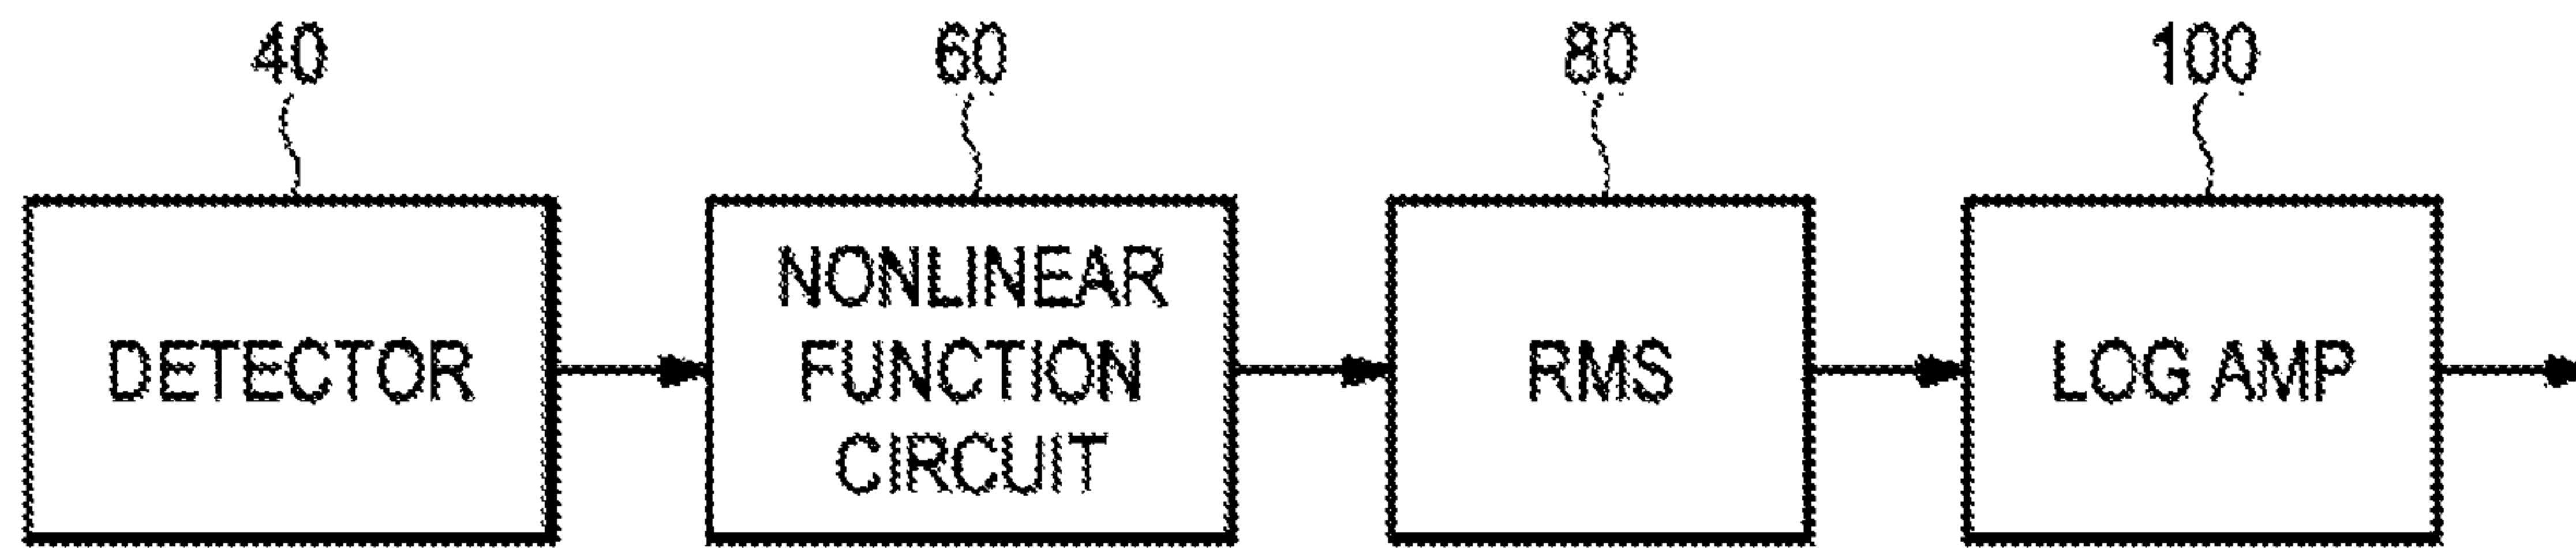 40 60 80 100
DETECTOR
NONLINEAR
FUNCTION
CIRCUIT
RMS
LOG AMP